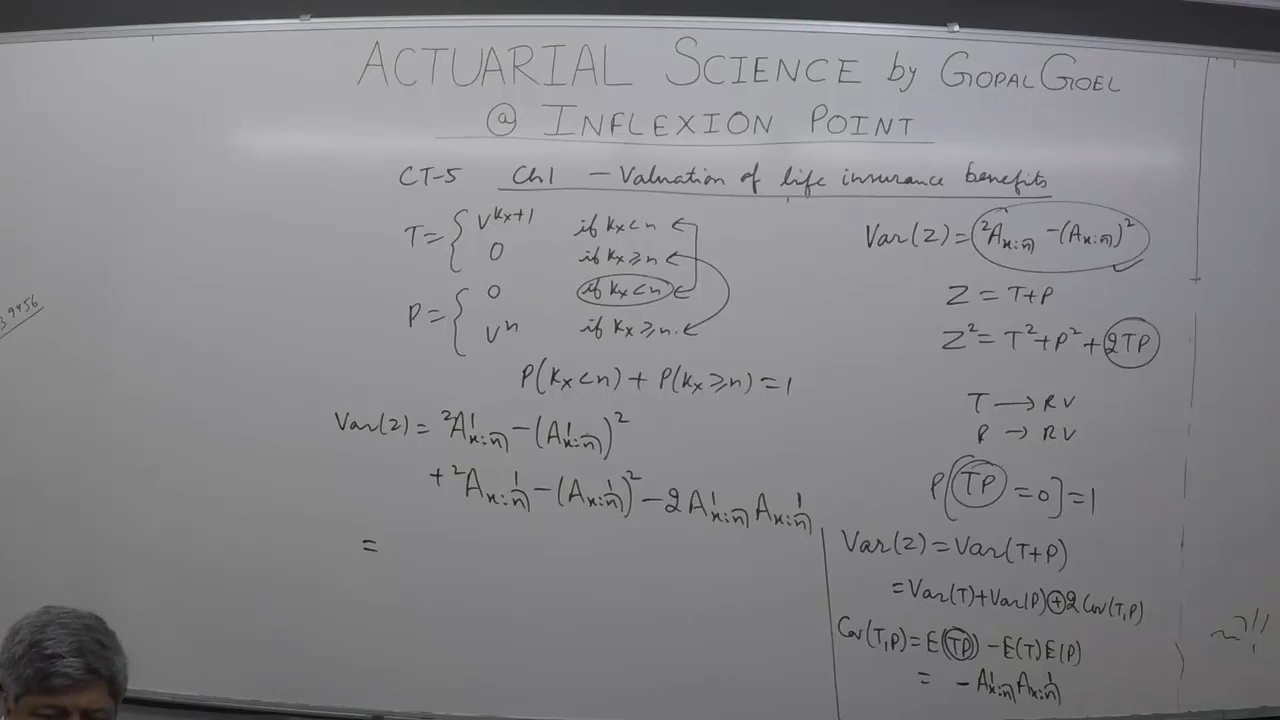 ACTUARIAL SCIENCE by GOPAL GOEL
@ INFLEXION POINT
CT-5 Ch1 - Valuation of life insurance benefits
T = { v^{Kx+1} if Kx < n
0 if Kx ≥ n
P = { 0 if Kx < n
v^n if Kx ≥ n.
P(Kx < n) + P(Kx ≥ n) = 1
Var(Z) = ²A¹x:n̅| - (A¹x:n̅|)²
+ ²Ax:n̅|¹ - (Ax:n̅|¹)² - 2 A¹x:n̅| Ax:n̅|¹
=
Var(Z) = ²Ax:n̅| - (Ax:n̅|)²
Z = T+P
Z² = T² + P² + 2TP
T → RV
P → RV
P[TP = 0] = 1
Var(Z) = Var(T+P)
= Var(T) + Var(P) + 2 Cov(T,P)
Cov(T,P) = E(TP) - E(T)E(P)
= - A¹x:n̅| Ax:n̅|¹
9456